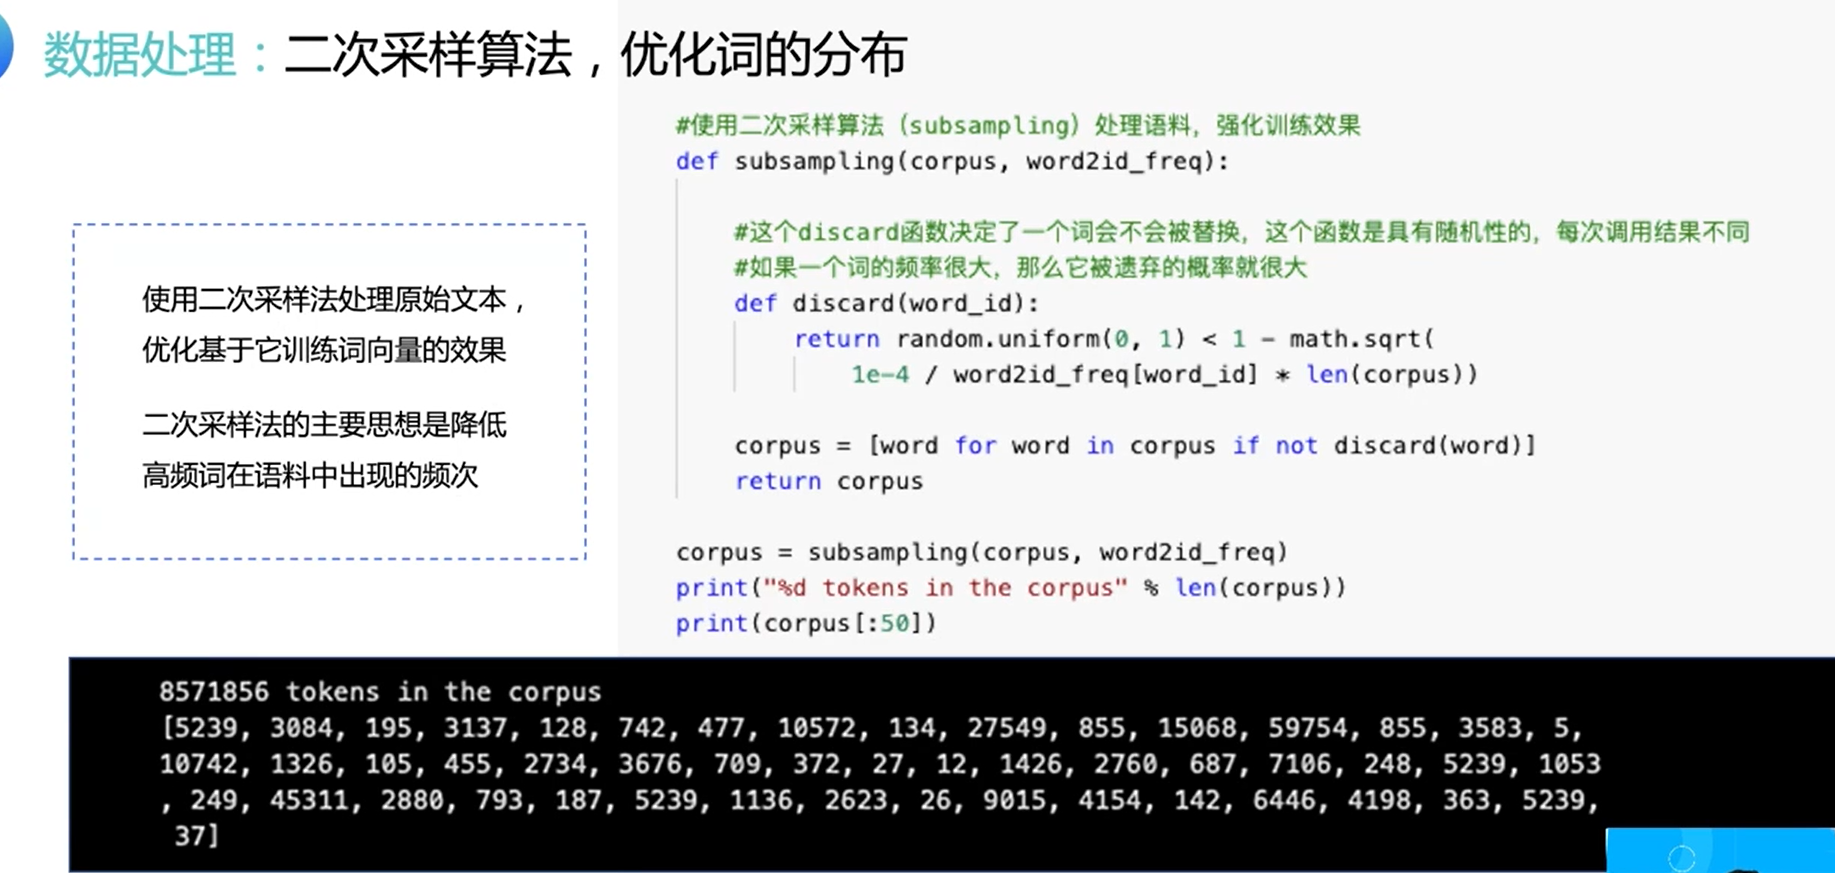 数据处理：二次采样算法，优化词的分布
使用二次采样法处理原始文本，
优化基于它训练词向量的效果
二次采样法的主要思想是降低
高频词在语料中出现的频次
#使用二次采样算法（subsampling）处理语料，强化训练效果
def subsampling(corpus, word2id_freq):
#这个discard函数决定了一个词会不会被替换，这个函数是具有随机性的，每次调用结果不同
#如果一个词的频率很大，那么它被遗弃的概率就很大
def discard(word_id):
return random.uniform(0, 1) < 1 - math.sqrt(
1e-4 / word2id_freq[word_id] * len(corpus))
corpus = [word for word in corpus if not discard(word)]
return corpus
corpus = subsampling(corpus, word2id_freq)
print("%d tokens in the corpus" % len(corpus))
print(corpus[:50])
8571856 tokens in the corpus
[5239, 3084, 195, 3137, 128, 742, 477, 10572, 134, 27549, 855, 15068, 59754, 855, 3583, 5,
10742, 1326, 105, 455, 2734, 3676, 709, 372, 27, 12, 1426, 2760, 687, 7106, 248, 5239, 1053
, 249, 45311, 2880, 793, 187, 5239, 1136, 2623, 26, 9015, 4154, 142, 6446, 4198, 363, 5239,
37]